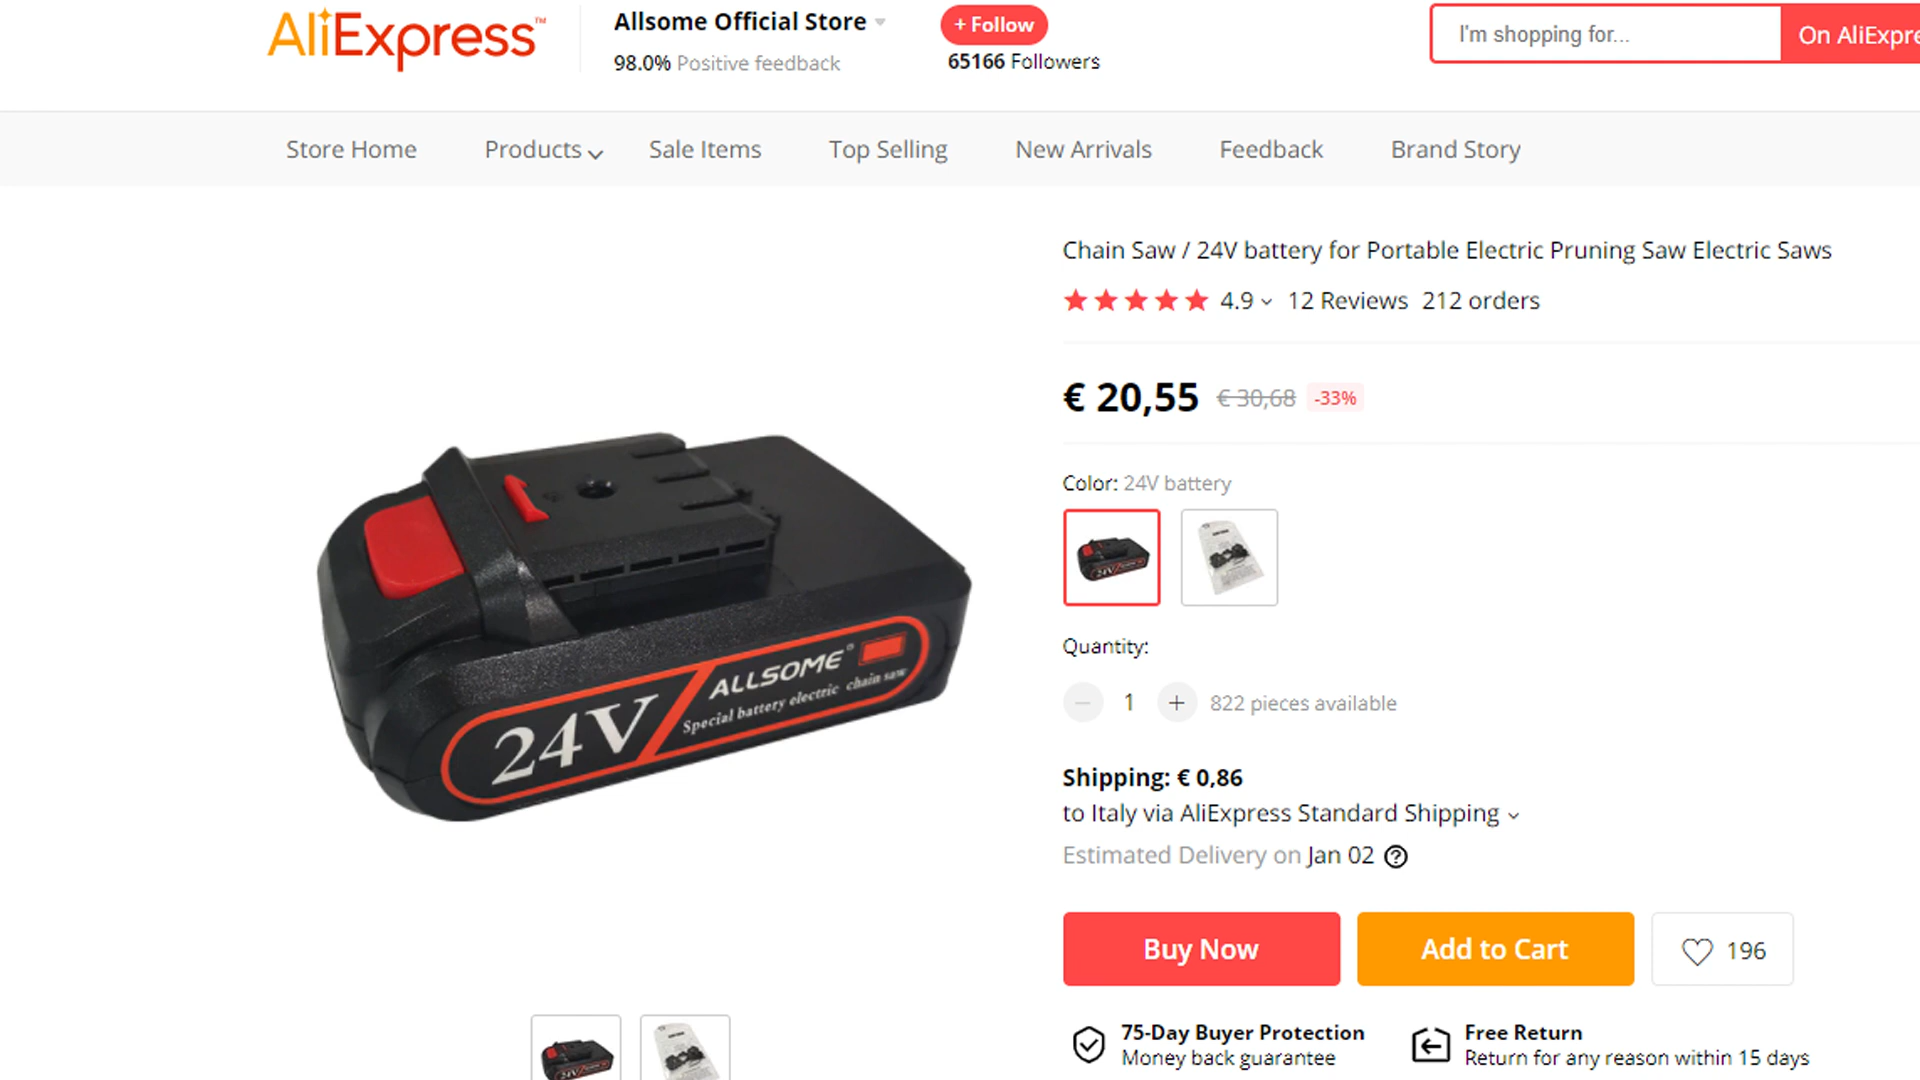 AliExpress™
Allsome Official Store
98.0% Positive feedback
+ Follow
65166 Followers
I'm shopping for...
On AliExpre
Store Home
Products
Sale Items
Top Selling
New Arrivals
Feedback
Brand Story
Chain Saw / 24V battery for Portable Electric Pruning Saw Electric Saws
4.9 12 Reviews 212 orders
€ 20,55 € 30,68 -33%
Color: 24V battery
24V
Quantity:
1 + 822 pieces available
Shipping: € 0,86
to Italy via AliExpress Standard Shipping
Estimated Delivery on Jan 02
Buy Now
Add to Cart
196
75-Day Buyer Protection
Money back guarantee
Free Return
Return for any reason within 15 days
24V
ALLSOME®
Special battery electric chain saw
24V